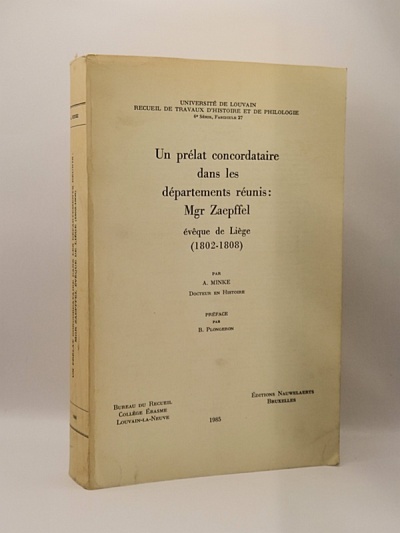 UNIVERSITÉ DE LOUVAIN
RECUEIL DE TRAVAUX D'HISTOIRE ET DE PHILOLOGIE
6e Série, Fascicule 27
Un prélat concordataire
dans les
départements réunis:
Mgr Zaepffel
évêque de Liège
(1802-1808)
PAR
A. MINKE
Docteur en Histoire
PRÉFACE
PAR
B. Plongeron
Bureau du Recueil
Collège Érasme
Louvain-la-Neuve
1985
Éditions Nauwelaerts
Bruxelles